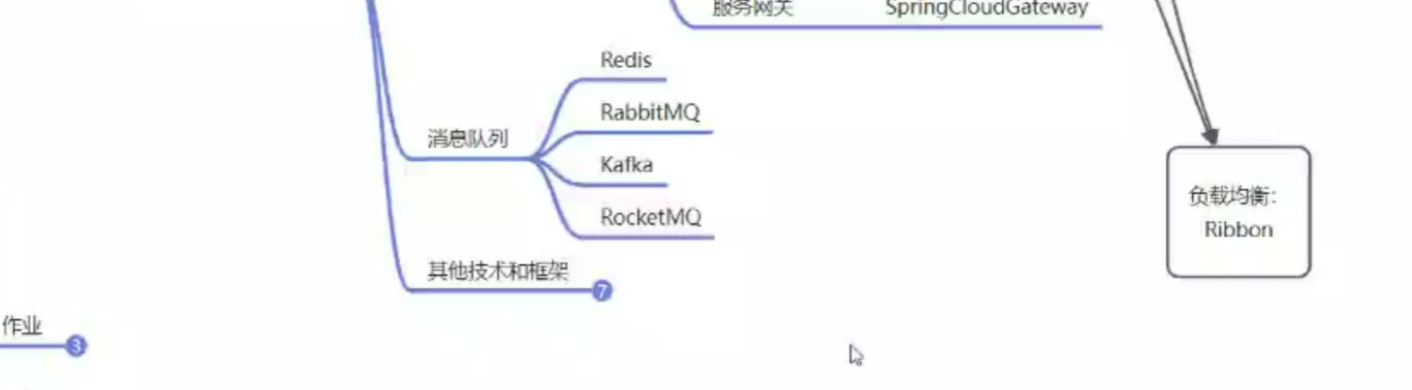 服务网关 SpringCloudGateway
Redis
RabbitMQ
消息队列
Kafka
RocketMQ
负载均衡:
Ribbon
其他技术和框架 7
作业 3